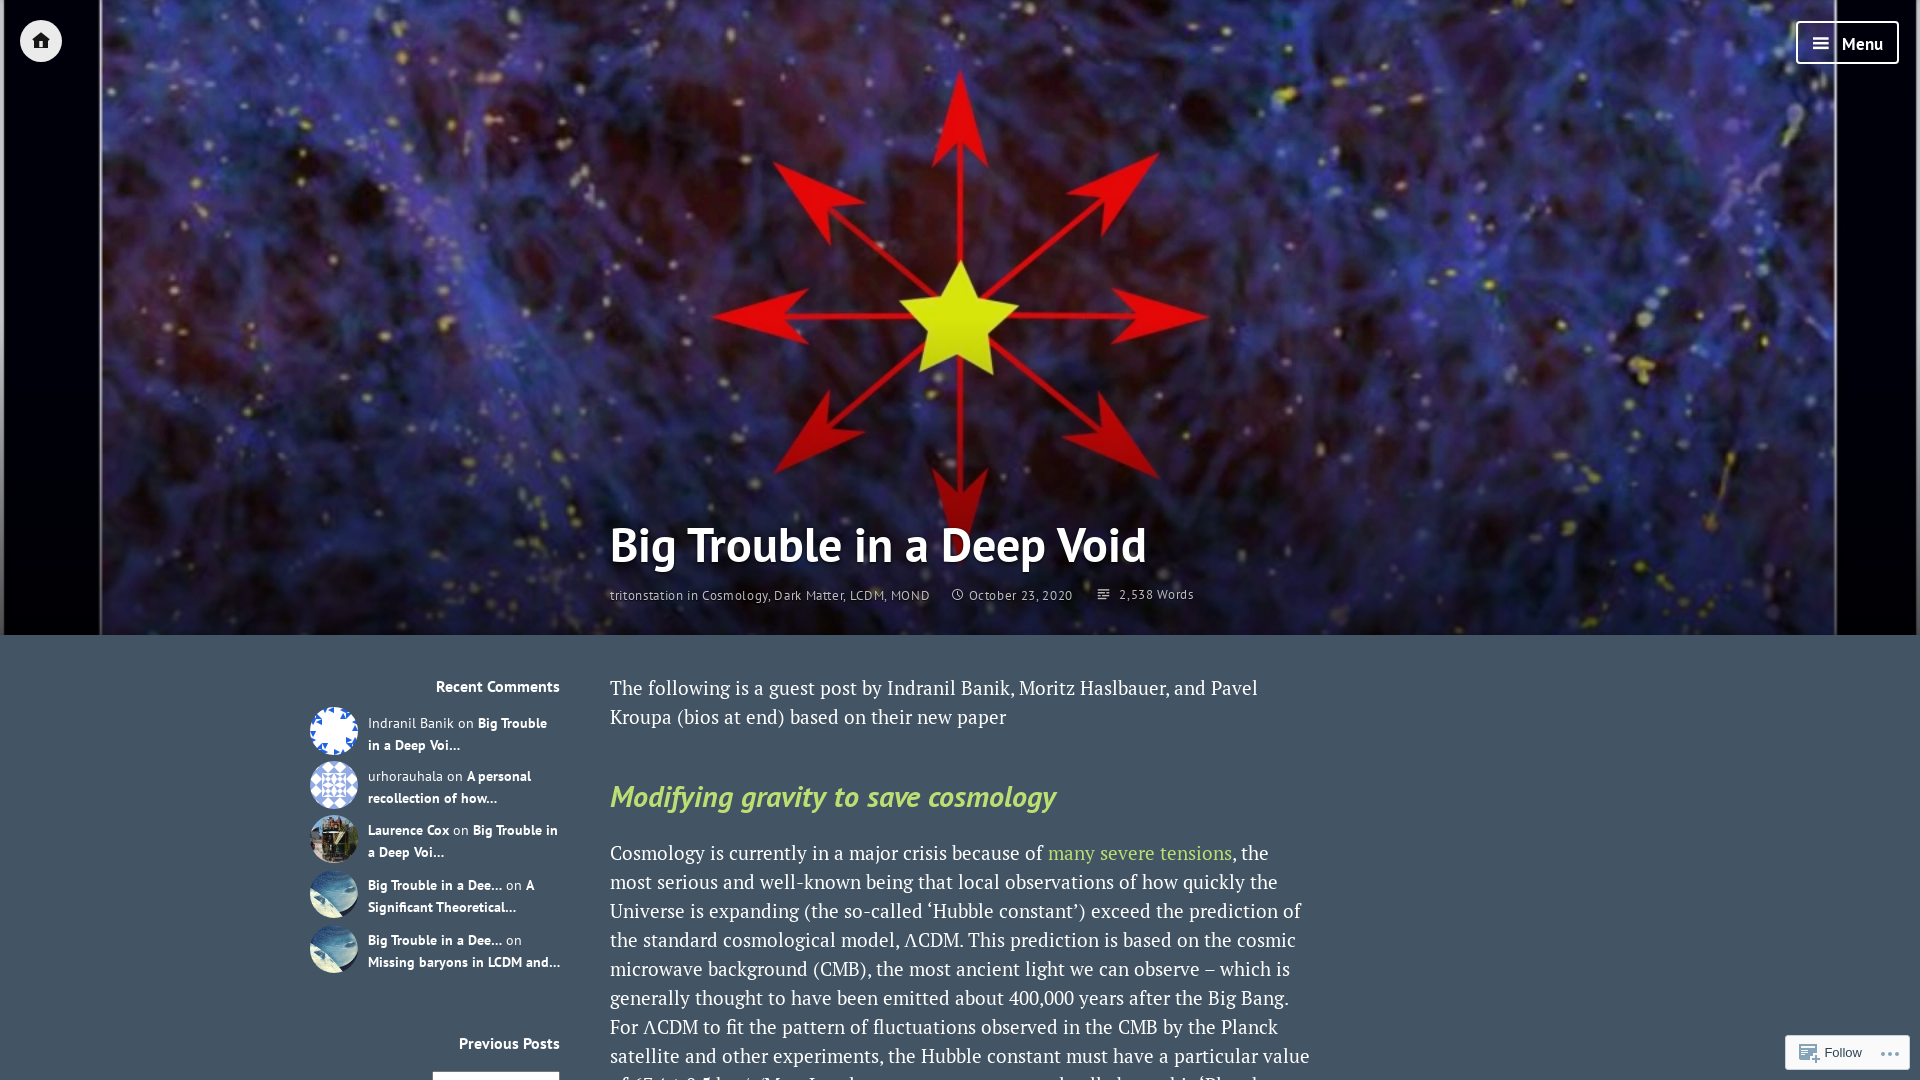 Menu
Big Trouble in a Deep Void
tritonstation in Cosmology, Dark Matter, LCDM, MOND October 23, 2020 2,538 Words
Recent Comments
Indranil Banik on Big Trouble
in a Deep Voi…
urhorauhala on A personal
recollection of how…
Laurence Cox on Big Trouble in
a Deep Voi…
Big Trouble in a Dee… on A
Significant Theoretical…
Big Trouble in a Dee… on
Missing baryons in LCDM and…
Previous Posts
The following is a guest post by Indranil Banik, Moritz Haslbauer, and Pavel
Kroupa (bios at end) based on their new paper
Modifying gravity to save cosmology
Cosmology is currently in a major crisis because of many severe tensions, the
most serious and well-known being that local observations of how quickly the
Universe is expanding (the so-called ‘Hubble constant’) exceed the prediction of
the standard cosmological model, ΛCDM. This prediction is based on the cosmic
microwave background (CMB), the most ancient light we can observe – which is
generally thought to have been emitted about 400,000 years after the Big Bang.
For ΛCDM to fit the pattern of fluctuations observed in the CMB by the Planck
satellite and other experiments, the Hubble constant must have a particular value
Follow